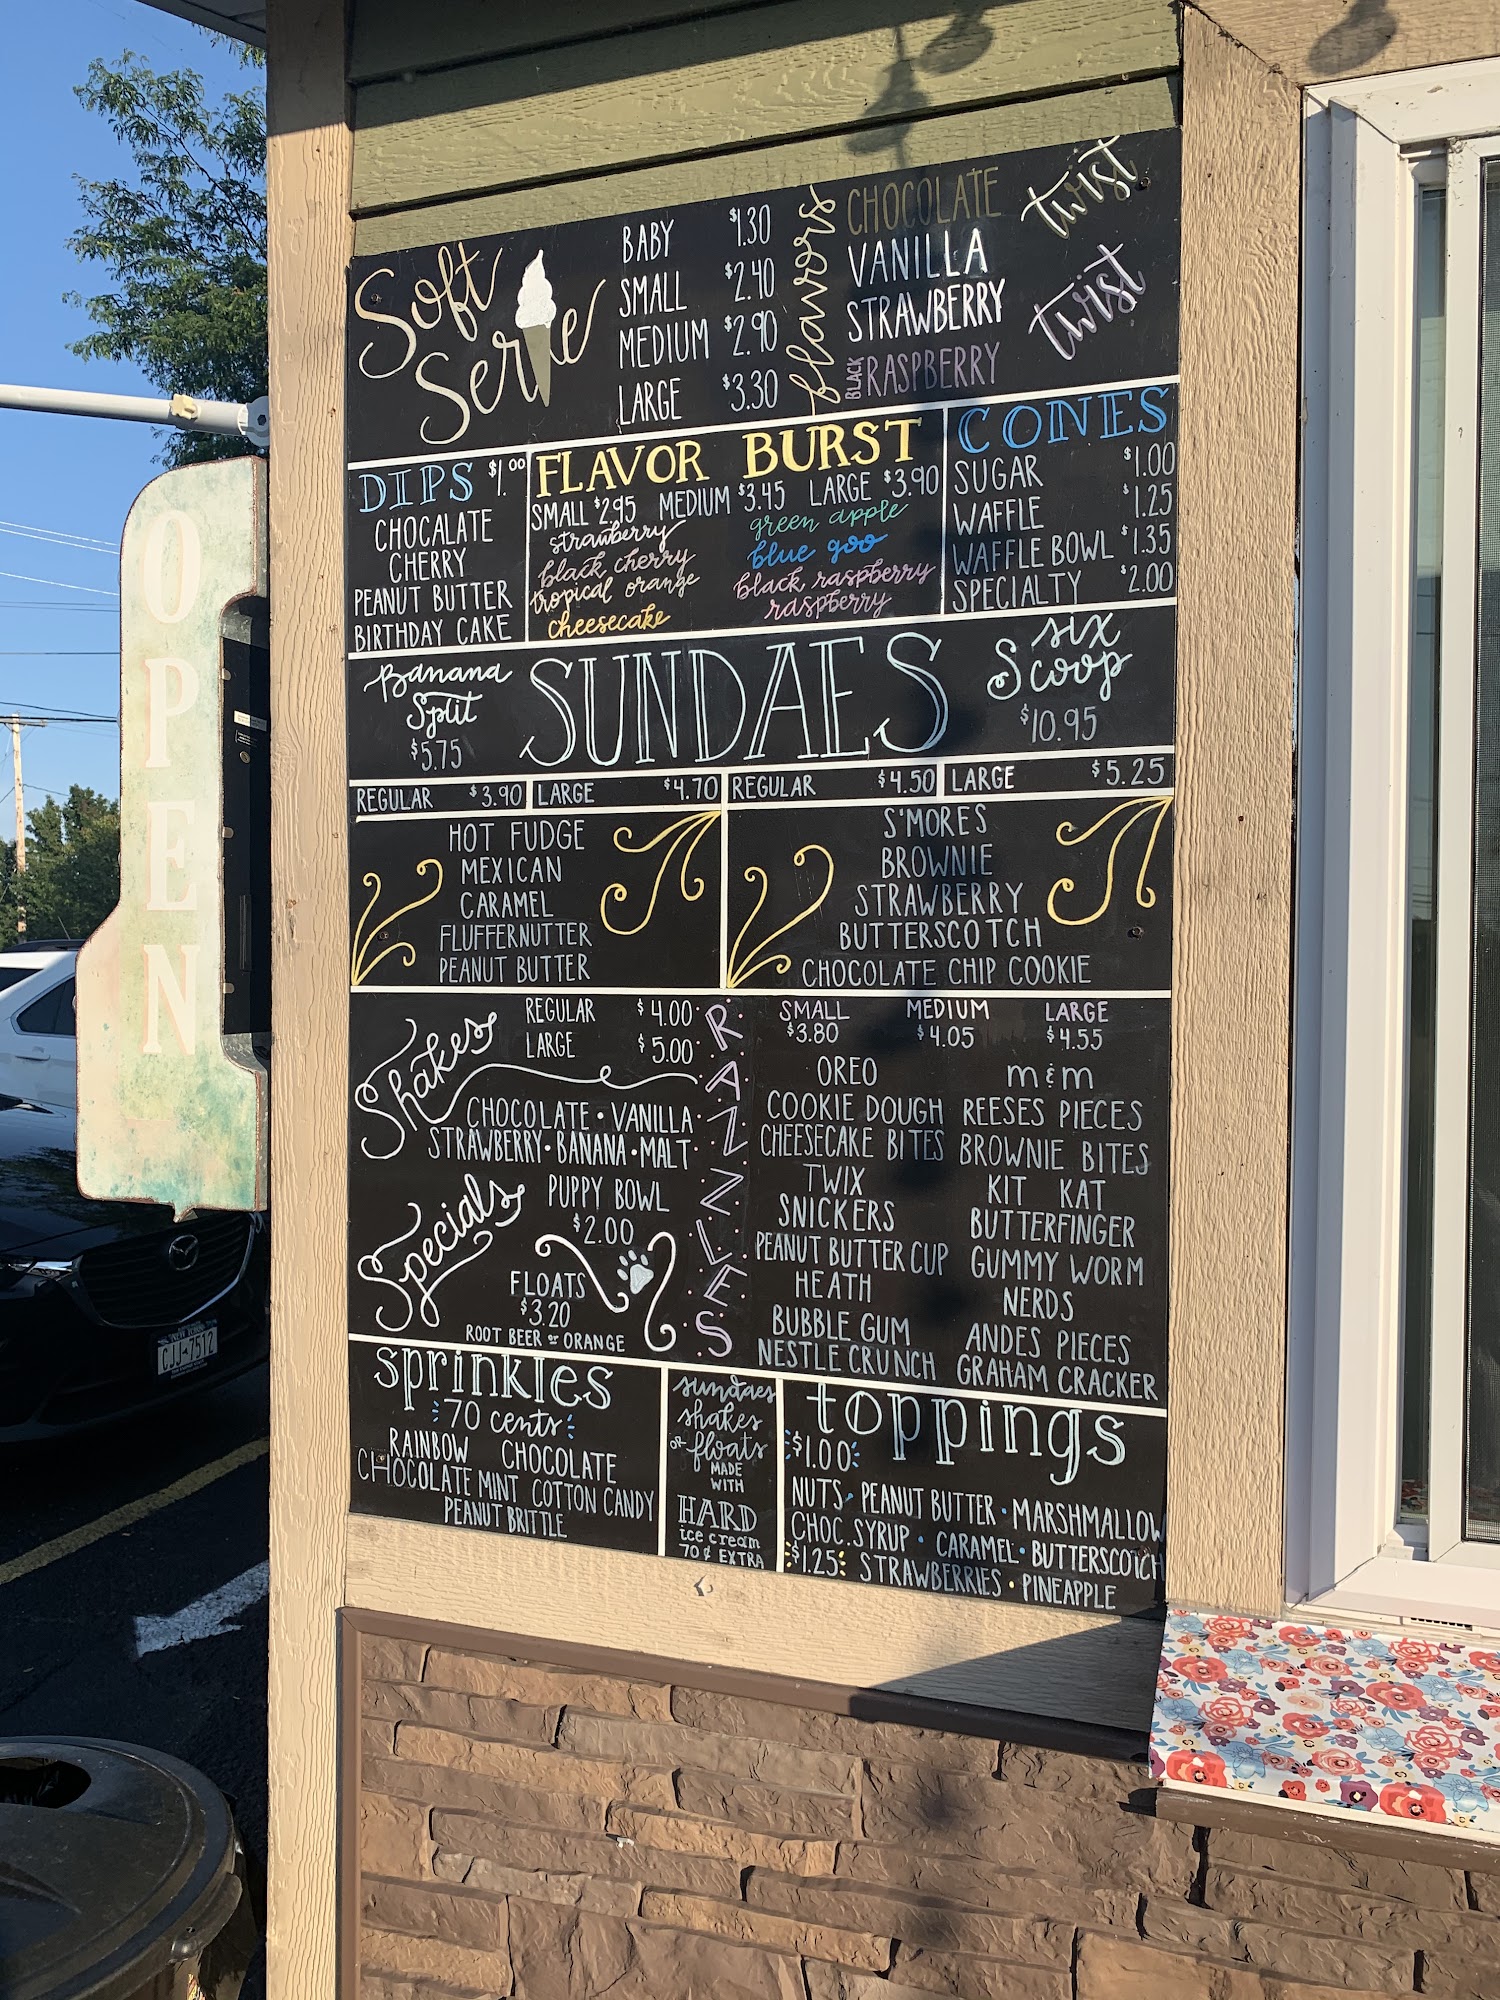 Soft Serve
BABY $1.30
SMALL $2.40
MEDIUM $2.90
LARGE $3.30
flavors
CHOCOLATE
VANILLA
twist
STRAWBERRY
BLACK RASPBERRY
twist
DIPS $1.00
CHOCALATE
CHERRY
PEANUT BUTTER
BIRTHDAY CAKE
FLAVOR BURST
SMALL $2.95 MEDIUM $3.45 LARGE $3.90
strawberry
black cherry
tropical orange
cheesecake
green apple
blue goo
black raspberry
raspberry
CONES
SUGAR $1.00
WAFFLE $1.25
WAFFLE BOWL $1.35
SPECIALTY $2.00
Banana
Split
$5.75
SUNDAES
six
Scoop
$10.95
REGULAR $3.90 LARGE $4.70
HOT FUDGE
MEXICAN
CARAMEL
FLUFFERNUTTER
PEANUT BUTTER
REGULAR $4.50 LARGE $5.25
S'MORES
BROWNIE
STRAWBERRY
BUTTERSCOTCH
CHOCOLATE CHIP COOKIE
Shakes
REGULAR $4.00
LARGE $5.00
CHOCOLATE • VANILLA
STRAWBERRY • BANANA • MALT
Specials
PUPPY BOWL
$2.00
FLOATS
$3.20
ROOT BEER or ORANGE
RAZZLES
SMALL MEDIUM LARGE
$3.80 $4.05 $4.55
OREO
COOKIE DOUGH
CHEESECAKE BITES
TWIX
SNICKERS
PEANUT BUTTER CUP
HEATH
BUBBLE GUM
NESTLE CRUNCH
m&m
REESES PIECES
BROWNIE BITES
KIT KAT
BUTTERFINGER
GUMMY WORM
NERDS
ANDES PIECES
GRAHAM CRACKER
sprinkles
70 cents
RAINBOW CHOCOLATE
CHOCOLATE MINT COTTON CANDY
PEANUT BRITTLE
sundaes
shakes
or floats
MADE
WITH
HARD
ice cream
70¢ EXTRA
toppings
$1.00
NUTS • PEANUT BUTTER • MARSHMALLOW
CHOC. SYRUP • CARAMEL • BUTTERSCOTCH
$1.25 STRAWBERRIES • PINEAPPLE
OPEN
NEW YORK
CJJ-7512